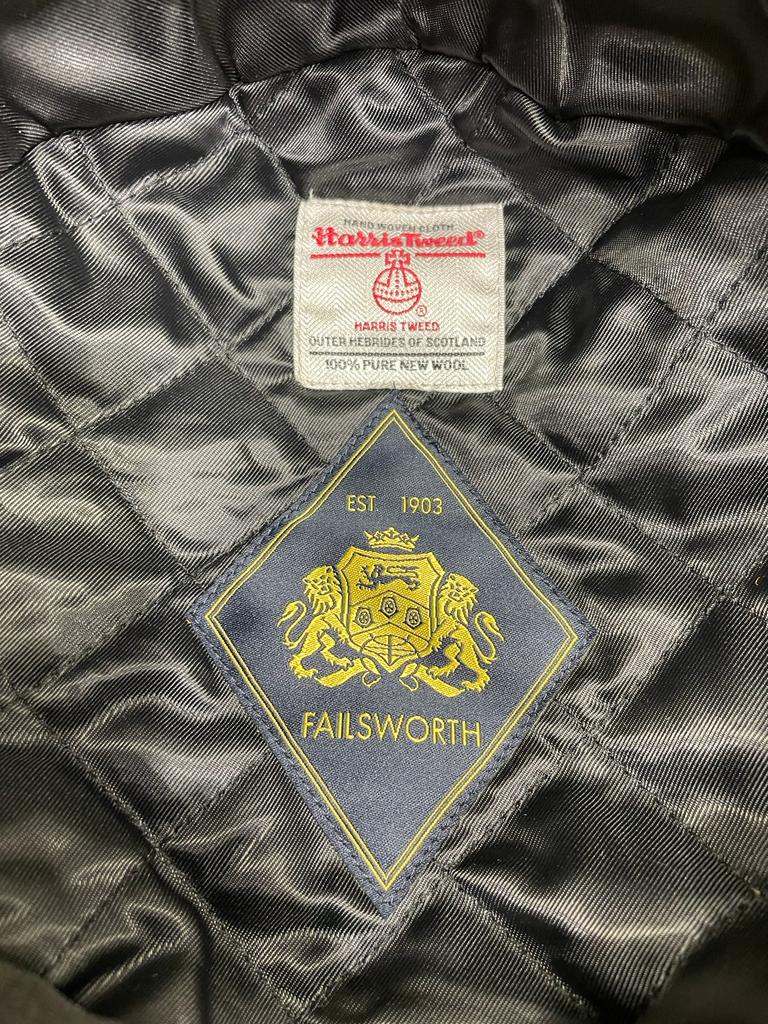 HAND WOVEN CLOTH
Harris Tweed®
®
HARRIS TWEED
OUTER HEBRIDES OF SCOTLAND
100% PURE NEW WOOL
EST. 1903
FAILSWORTH